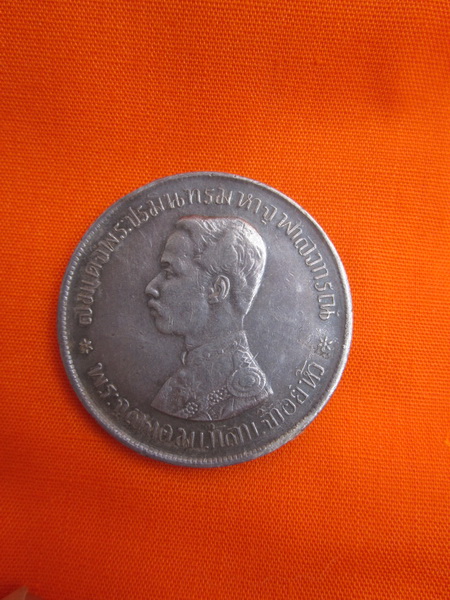 สมเดจพระปรมินทรมหาจุฬาลงกรณ์
พระจุลจอมเกล้าเจ้าอยู่หัว